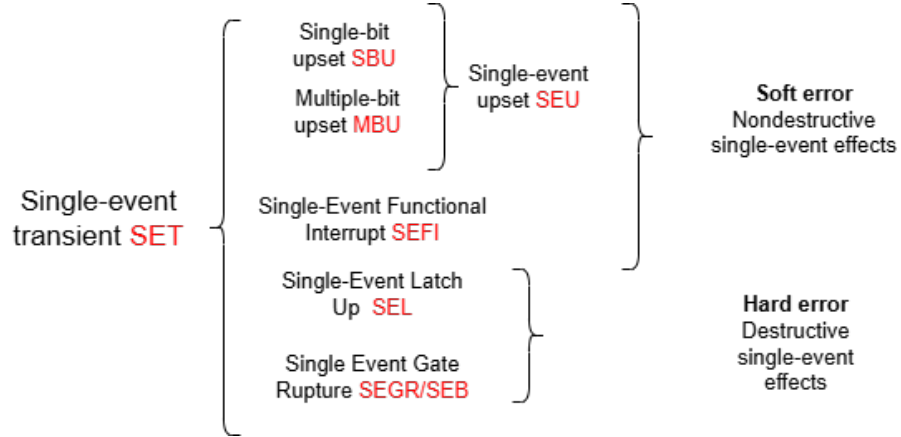 Single-event
transient SET
Single-bit
upset SBU
Multiple-bit
upset MBU
Single-event
upset SEU
Single-Event Functional
Interrupt SEFI
Single-Event Latch
Up SEL
Single Event Gate
Rupture SEGR/SEB
Soft error
Nondestructive
single-event effects
Hard error
Destructive
single-event
effects